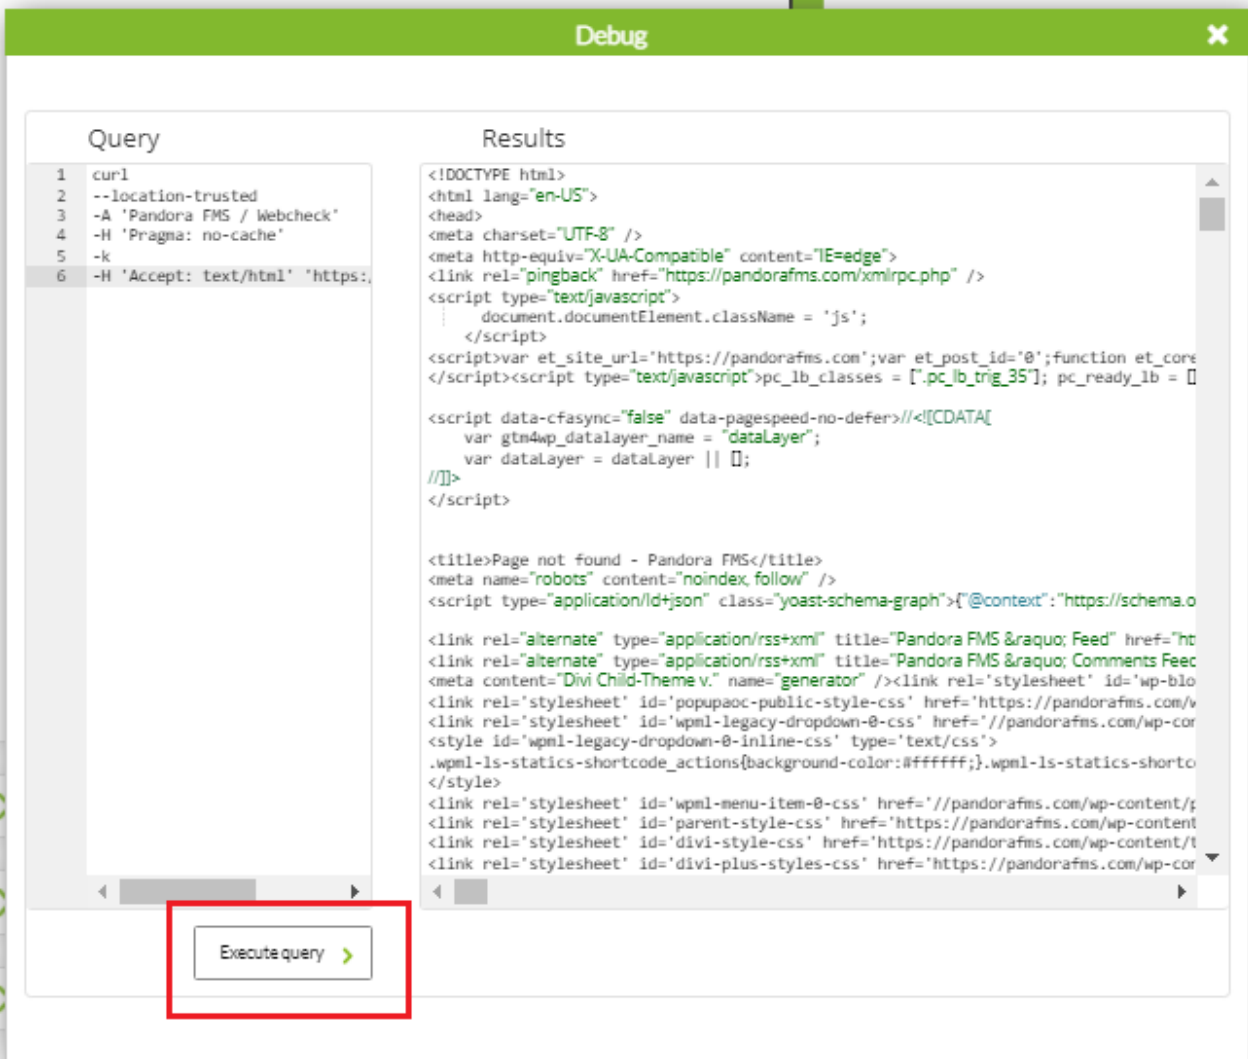 Debug
Query
1 curl
2 --location-trusted
3 -A 'Pandora FMS / Webcheck'
4 -H 'Pragma: no-cache'
5 -k
6 -H 'Accept: text/html' 'https:/
Execute query
Results
<!DOCTYPE html>
<html lang="en-US">
<head>
<meta charset="UTF-8" />
<meta http-equiv="X-UA-Compatible" content="IE=edge">
<link rel="pingback" href="https://pandorafms.com/xmlrpc.php" />
<script type="text/javascript">
document.documentElement.className = 'js';
</script>
<script>var et_site_url='https://pandorafms.com';var et_post_id='0';function et_core
</script><script type="text/javascript">pc_lb_classes = [".pc_lb_trig_35"]; pc_ready_lb = []
<script data-cfasync="false" data-pagespeed-no-defer>//<![CDATA[
var gtm4wp_datalayer_name = "dataLayer";
var dataLayer = dataLayer || [];
//]]>
</script>
<title>Page not found - Pandora FMS</title>
<meta name="robots" content="noindex, follow" />
<script type="application/ld+json" class="yoast-schema-graph">{"@context":"https://schema.o
<link rel="alternate" type="application/rss+xml" title="Pandora FMS &raquo; Feed" href="ht
<link rel="alternate" type="application/rss+xml" title="Pandora FMS &raquo; Comments Feed
<meta content="Divi Child-Theme v." name="generator" /><link rel='stylesheet' id='wp-blo
<link rel='stylesheet' id='popupaoc-public-style-css' href='https://pandorafms.com/w
<link rel='stylesheet' id='wpml-legacy-dropdown-0-css' href='//pandorafms.com/wp-con
<style id='wpml-legacy-dropdown-0-inline-css' type='text/css'>
.wpml-ls-statics-shortcode_actions{background-color:#ffffff;}.wpml-ls-statics-shortc
</style>
<link rel='stylesheet' id='wpml-menu-item-0-css' href='//pandorafms.com/wp-content/p
<link rel='stylesheet' id='parent-style-css' href='https://pandorafms.com/wp-content
<link rel='stylesheet' id='divi-style-css' href='https://pandorafms.com/wp-content/t
<link rel='stylesheet' id='divi-plus-styles-css' href='https://pandorafms.com/wp-con